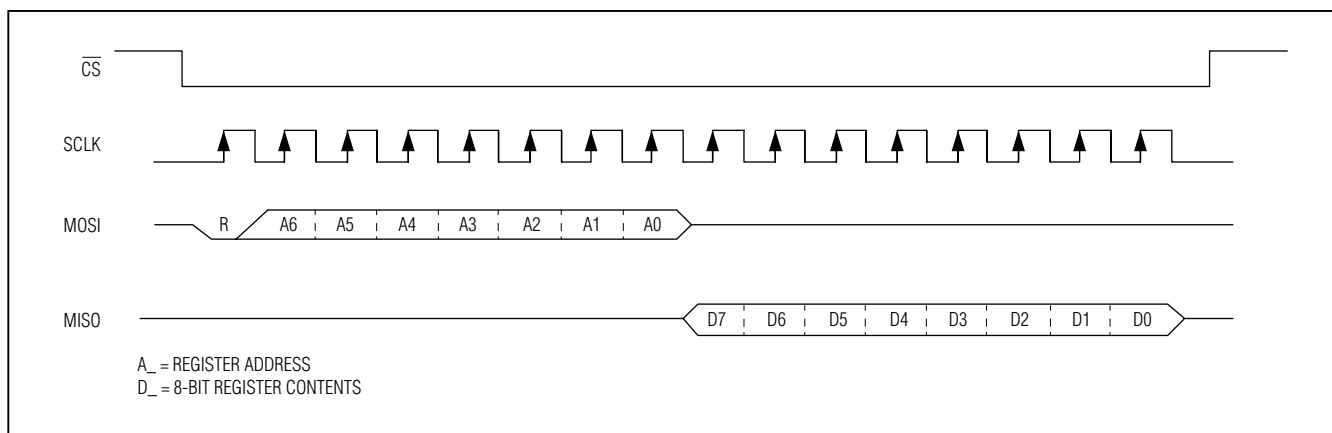 CS
SCLK
MOSI R A6 A5 A4 A3 A2 A1 A0
MISO D7 D6 D5 D4 D3 D2 D1 D0
A_ = REGISTER ADDRESS
D_ = 8-BIT REGISTER CONTENTS